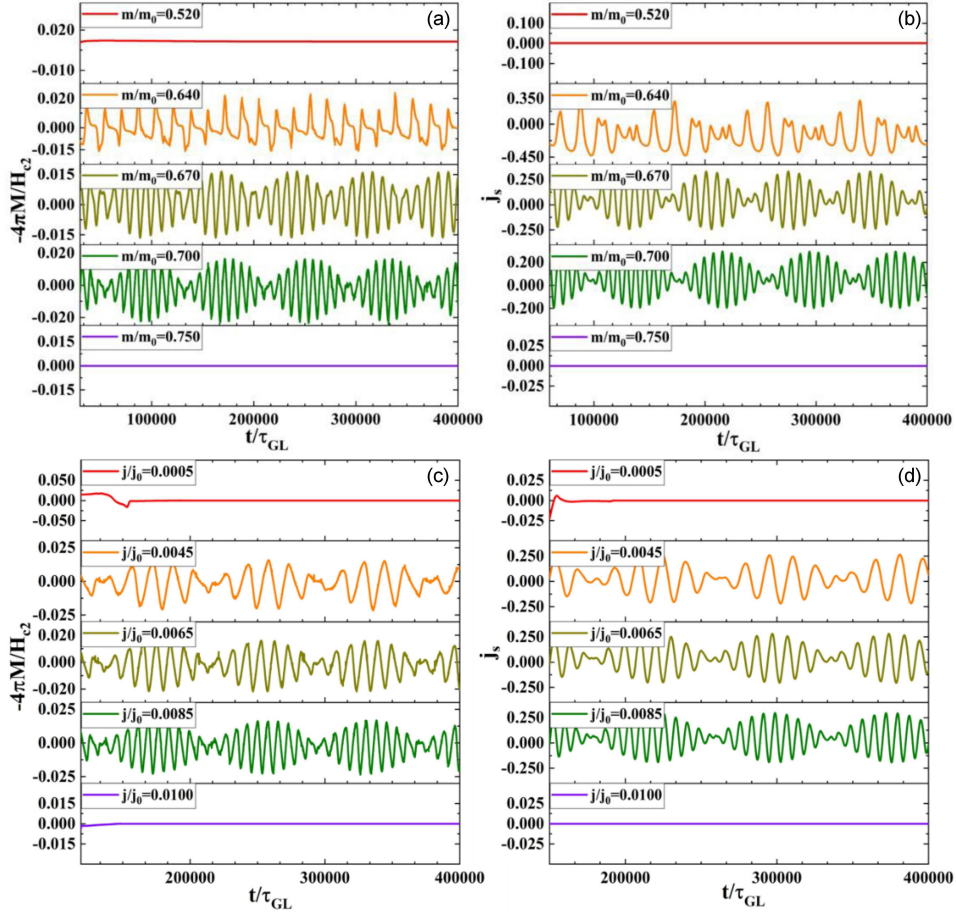 (a)
m/m0=0.520
0.020
-0.010
m/m0=0.640
0.020
0.000
-0.015
m/m0=0.670
0.015
0.000
-0.015
m/m0=0.700
0.020
0.000
-0.020
m/m0=0.750
0.015
0.000
-0.015
-4πM/Hc2
100000 200000 300000 400000
t/τGL
(b)
m/m0=0.520
0.100
0.000
-0.100
m/m0=0.640
0.350
0.000
-0.450
m/m0=0.670
0.250
0.000
-0.250
m/m0=0.700
0.200
0.000
-0.200
m/m0=0.750
0.025
0.000
-0.025
js
100000 200000 300000 400000
t/τGL
(c)
j/j0=0.0005
0.050
0.000
-0.050
j/j0=0.0045
0.025
0.000
-0.025
j/j0=0.0065
0.020
0.000
-0.020
j/j0=0.0085
0.025
0.000
-0.025
j/j0=0.0100
0.015
0.000
-0.015
-4πM/Hc2
200000 300000 400000
t/τGL
(d)
j/j0=0.0005
0.025
0.000
-0.025
j/j0=0.0045
0.250
0.000
-0.250
j/j0=0.0065
0.250
0.000
-0.250
j/j0=0.0085
0.250
0.000
-0.250
j/j0=0.0100
0.025
0.000
-0.025
js
200000 300000 400000
t/τGL